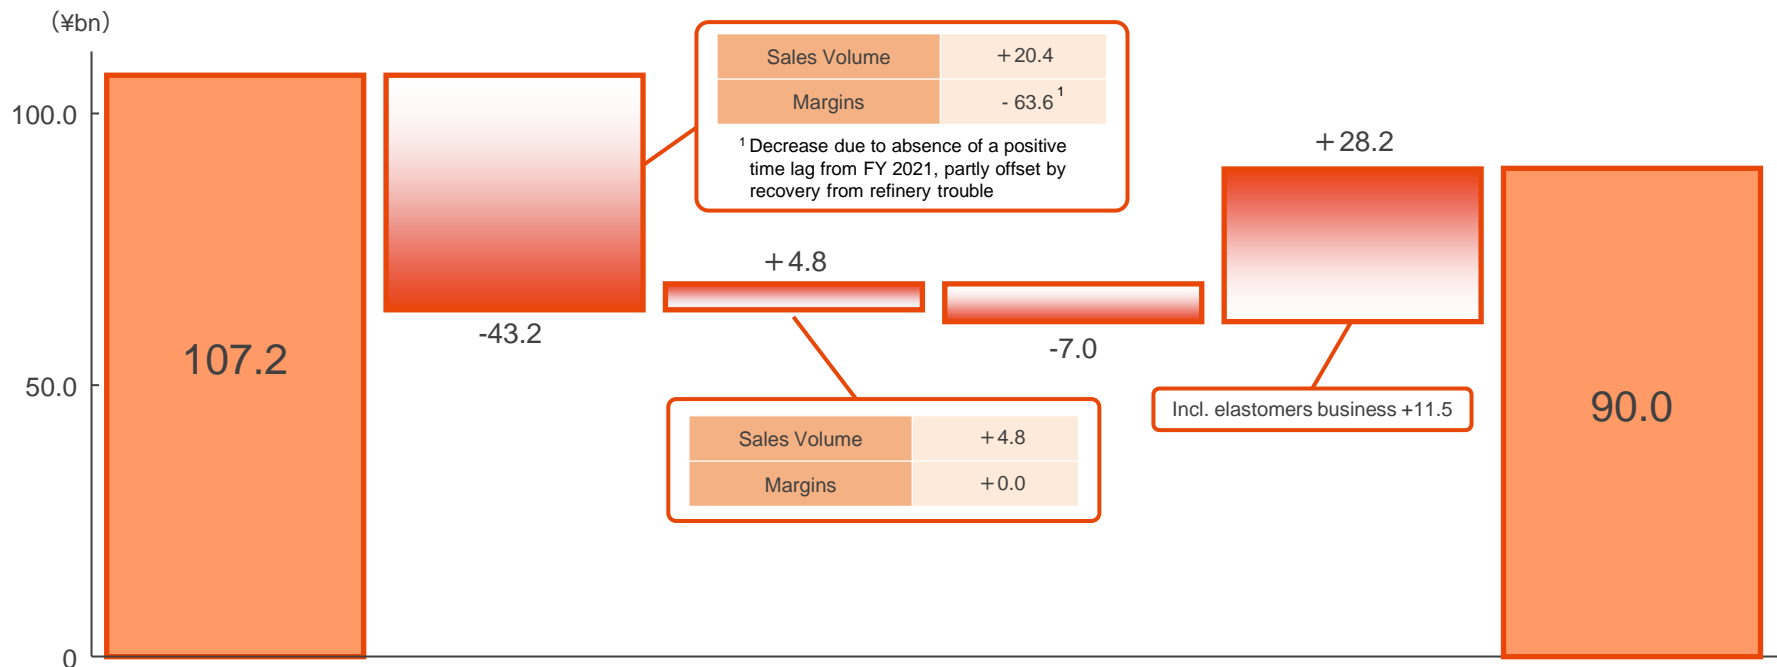 （¥bn）
100.0
50.0
0
107.2
-43.2
Sales Volume +20.4
Margins - 63.6 1
1 Decrease due to absence of a positive
time lag from FY 2021, partly offset by
recovery from refinery trouble
+4.8
Sales Volume +4.8
Margins +0.0
-7.0
+28.2
Incl. elastomers business +11.5
90.0